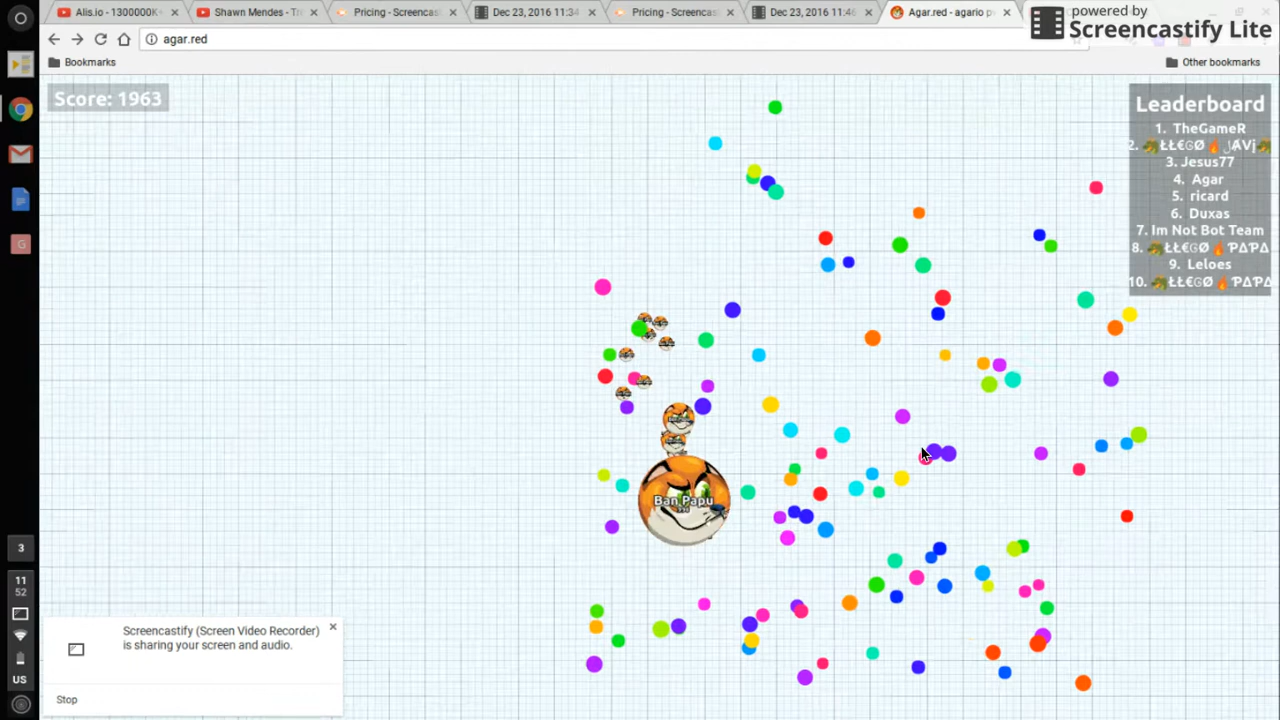 Alis.io - 1300000K+
Shawn Mendes - Tre
Pricing - Screencast
Dec 23, 2016 11:34
Pricing - Screencas
Dec 23, 2016 11:46
Agar.red - agario p
powered by
Screencastify Lite
agar.red
Bookmarks
Other bookmarks
Score: 1963
Leaderboard
1. TheGameR
3. Jesus77
4. Agar
5. ricard
6. Duxas
7. Im Not Bot Team
9. Leloes
Ban Papu
Screencastify (Screen Video Recorder)
is sharing your screen and audio.
Stop
G
3
11
52
US